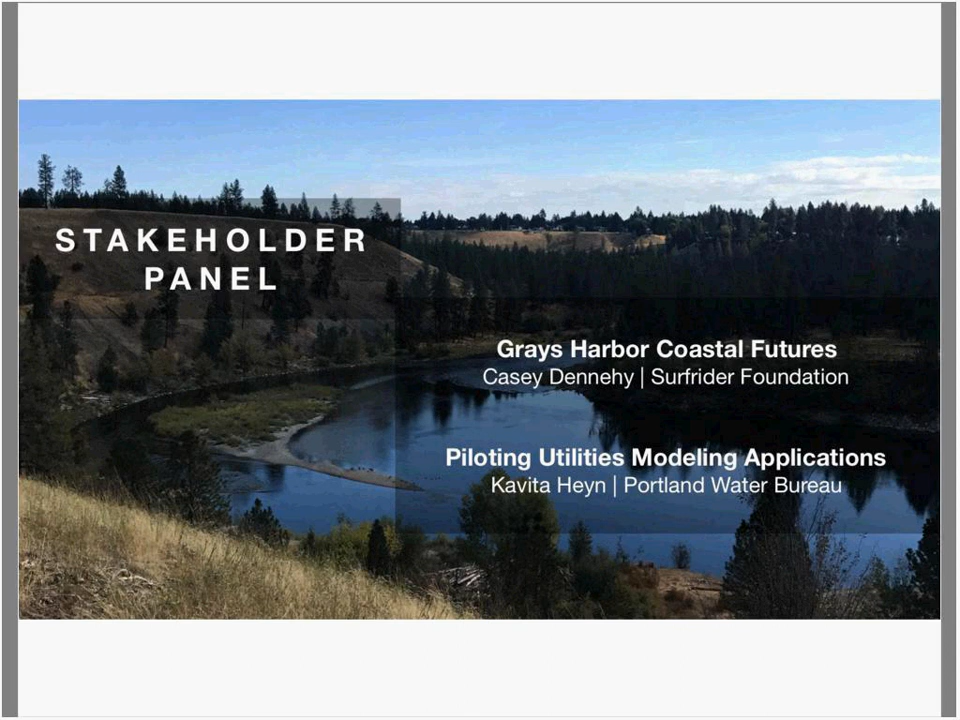 STAKEHOLDER
PANEL
Grays Harbor Coastal Futures
Casey Dennehy | Surfrider Foundation
Piloting Utilities Modeling Applications
Kavita Heyn | Portland Water Bureau